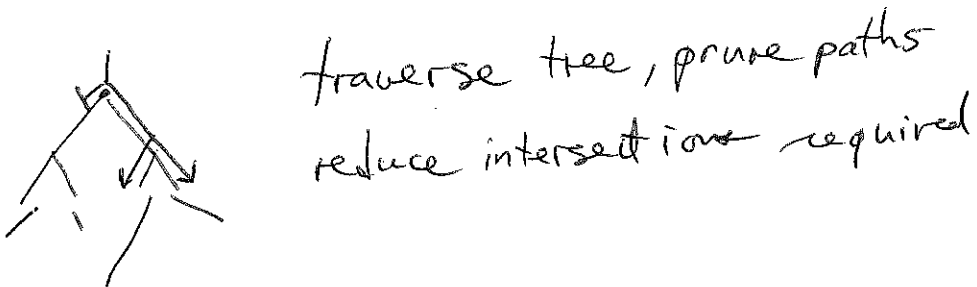 traverse tree, prune paths
reduce intersections required